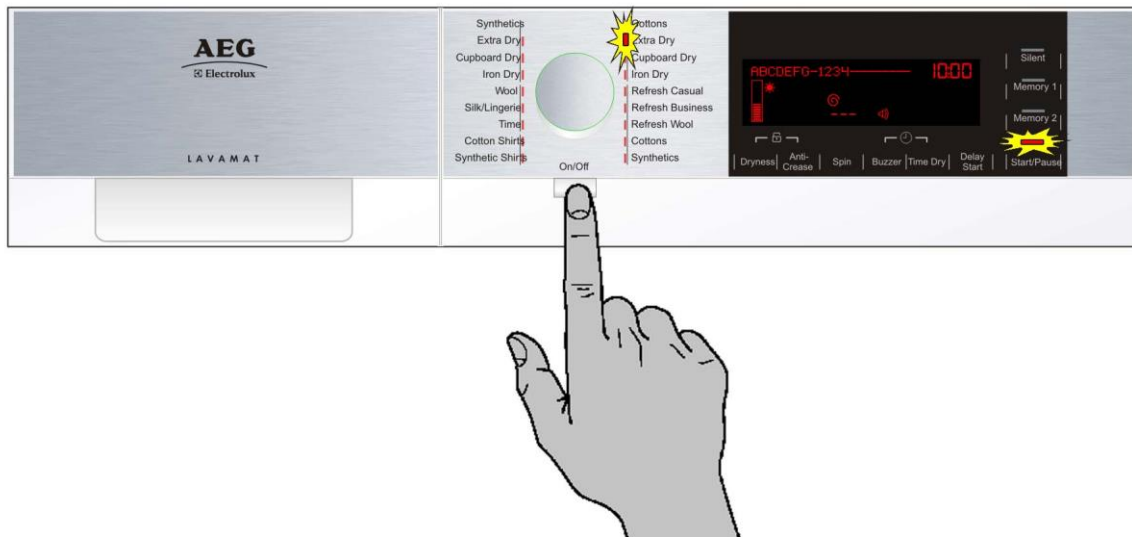 AEG
Electrolux
LAVAMAT
Synthetics
Extra Dry
Cupboard Dry
Iron Dry
Wool
Silk/Lingerie
Time
Cotton Shirts
Synthetic Shirts
On/Off
Cottons
Extra Dry
Cupboard Dry
Iron Dry
Refresh Casual
Refresh Business
Refresh Wool
Cottons
Synthetics
ABCDEFG-1234 10:00
Dryness
Anti-
Crease
Spin
Buzzer
Time Dry
Delay
Start
Silent
Memory 1
Memory 2
Start/Pause